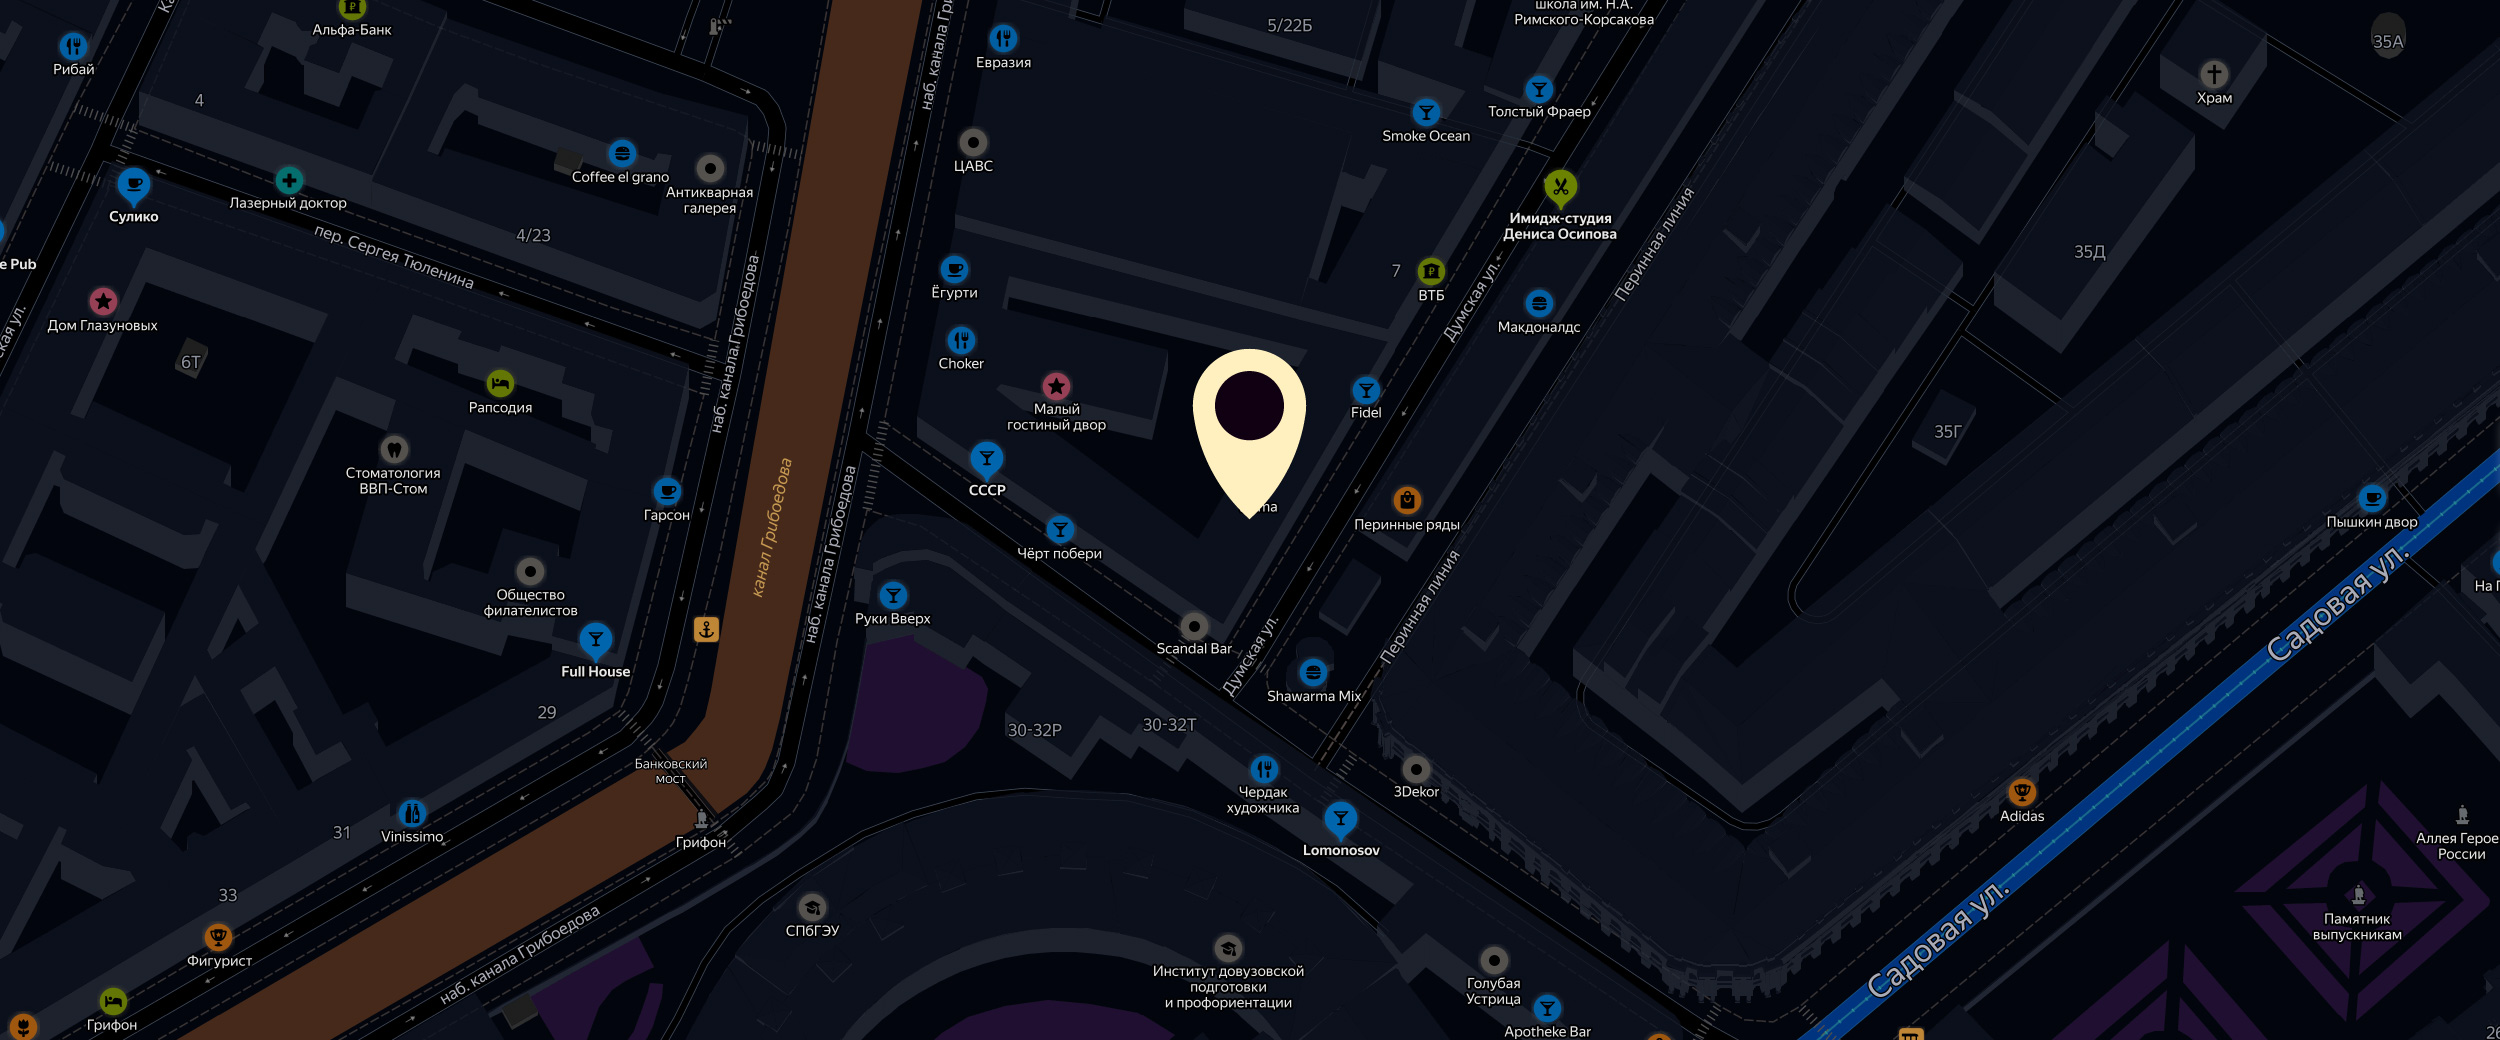 школа им. Н.А.
Римского-Корсакова
Альфа-Банк
5/22Б
35А
Рибай
Евразия
наб. канала
Толстый Фраер
Smoke Ocean
Храм
4
ЦАВС
Coffee el grano
Антикварная
галерея
Лазерный доктор
Сулико
Имидж-студия
Дениса Осипова
4/23
пер. Сергея Тюленина
Перинная линия
35Д
e Pub
7
ВТБ
Ёгурти
наб. канала Грибоедова
Думская ул.
Макдоналдс
Дом Глазуновых
ская ул.
6Т
Choker
Рапсодия
Малый
гостиный двор
Fidel
35Г
Стоматология
ВВП-Стом
СССР
Гарсон
канал Грибоедова
наб. канала Грибоедова
Перинные ряды
Пышкин двор
Чёрт побери
Перинная линия
Садовая ул.
Общество
филателистов
Руки Вверх
Scandal Bar
Думская ул.
Full House
Shawarma Mix
29
30-32Р
30-32Т
Банковский
мост
Чердак
художника
3Dekor
Adidas
31
Vinissimo
Грифон
Lomonosov
Аллея Герое
России
33
СПбГЭУ
Садовая ул.
Памятник
выпускникам
Фигурист
наб. канала Грибоедова
Институт довузовской
подготовки
и профориентации
Голубая
Устрица
Грифон
Apotheke Bar